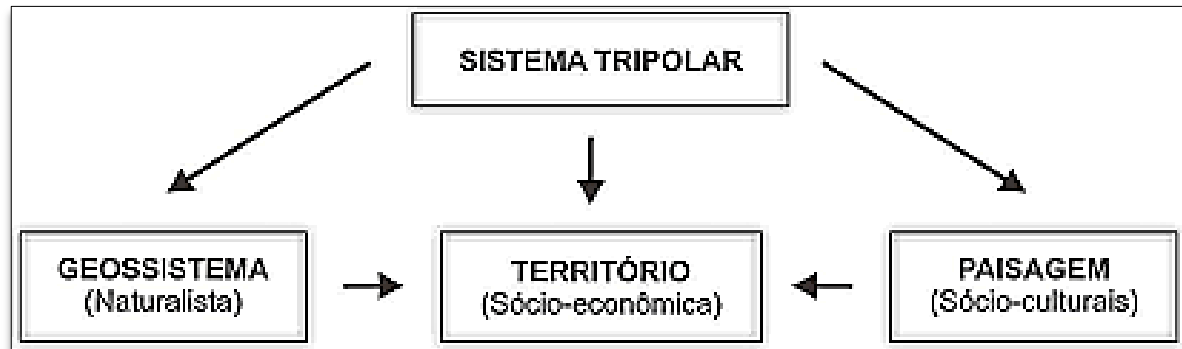 SISTEMA TRIPOLAR
GEOSSISTEMA
(Naturalista)
TERRITÓRIO
(Sócio-econômica)
PAISAGEM
(Sócio-culturais)